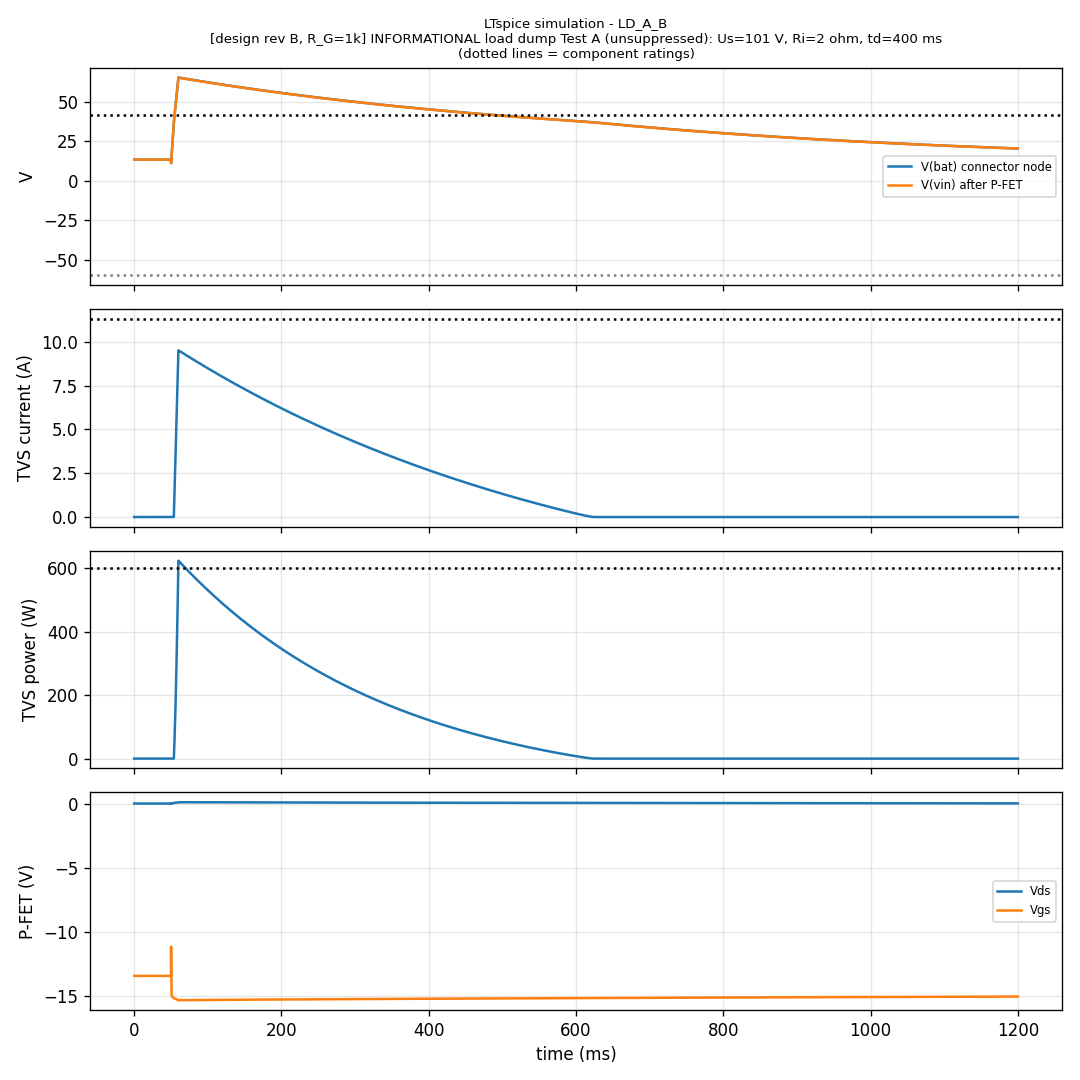 LTspice simulation - LD_A_B
[design rev B, R_G=1k] INFORMATIONAL load dump Test A (unsuppressed): Us=101 V, Ri=2 ohm, td=400 ms
(dotted lines = component ratings)
50
25
0
−25
−50
V
V(bat) connector node
V(vin) after P-FET
10.0
7.5
5.0
2.5
0.0
TVS current (A)
600
400
200
0
TVS power (W)
0
−5
−10
−15
P-FET (V)
Vds
Vgs
0 200 400 600 800 1000 1200
time (ms)